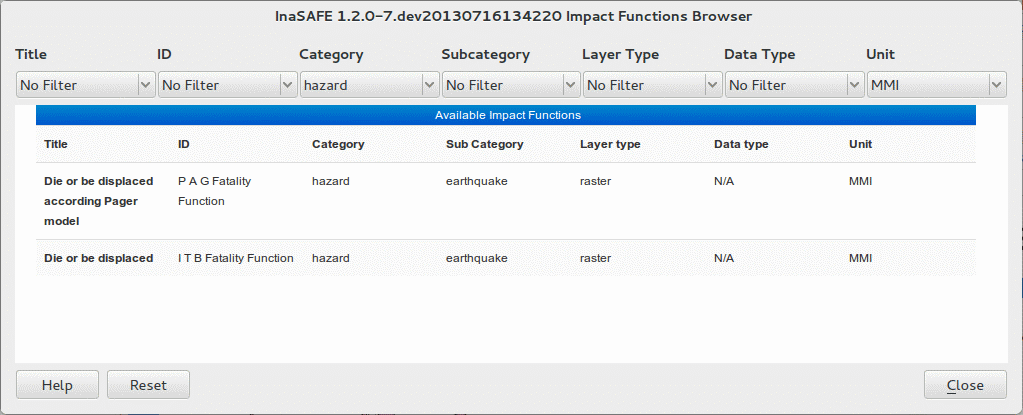 InaSAFE 1.2.0-7.dev20130716134220 Impact Functions Browser
Title ID Category Subcategory Layer Type Data Type Unit
No Filter No Filter hazard No Filter No Filter No Filter MMI
Available Impact Functions
Title ID Category Sub Category Layer type Data type Unit
Die or be displaced P A G Fatality hazard earthquake raster N/A MMI
according Pager Function
model
Die or be displaced I T B Fatality Function hazard earthquake raster N/A MMI
Help Reset Close